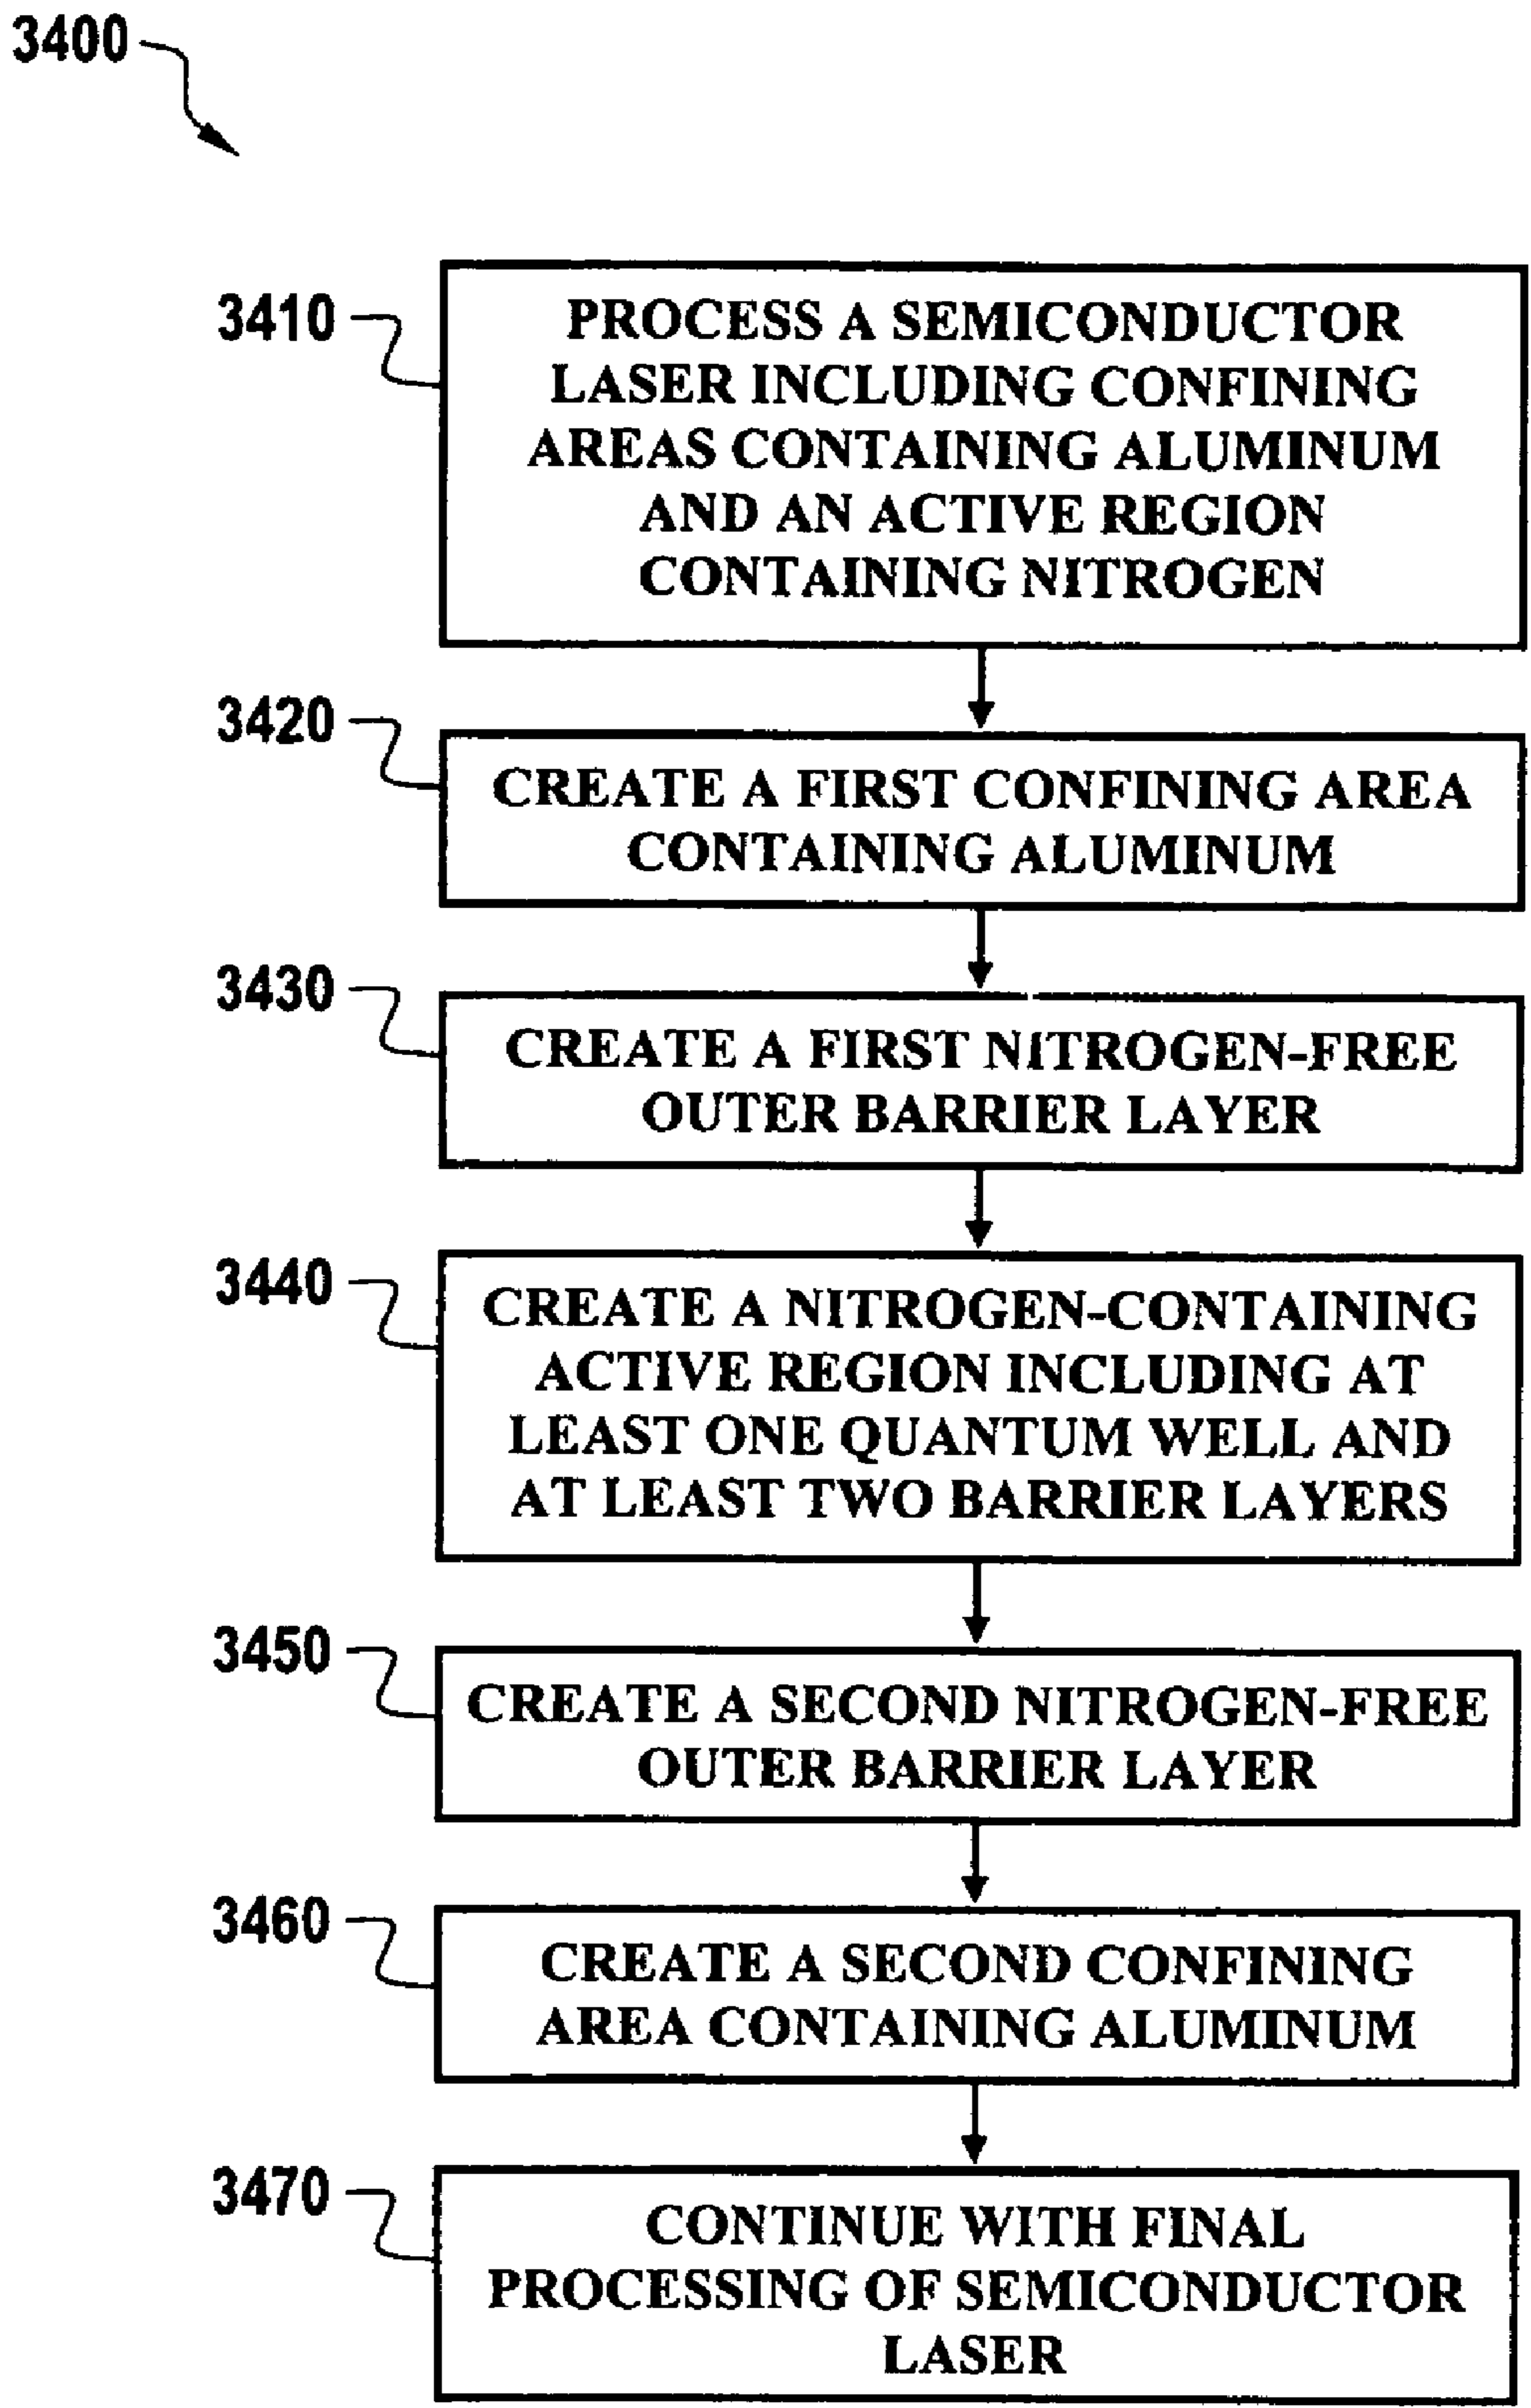 3400
3410
PROCESS A SEMICONDUCTOR
LASER INCLUDING CONFINING
AREAS CONTAINING ALUMINUM
AND AN ACTIVE REGION
CONTAINING NITROGEN
3420
CREATE A FIRST CONFINING AREA
CONTAINING ALUMINUM
3430
CREATE A FIRST NITROGEN-FREE
OUTER BARRIER LAYER
3440
CREATE A NITROGEN-CONTAINING
ACTIVE REGION INCLUDING AT
LEAST ONE QUANTUM WELL AND
AT LEAST TWO BARRIER LAYERS
3450
CREATE A SECOND NITROGEN-FREE
OUTER BARRIER LAYER
3460
CREATE A SECOND CONFINING
AREA CONTAINING ALUMINUM
3470
CONTINUE WITH FINAL
PROCESSING OF SEMICONDUCTOR
LASER